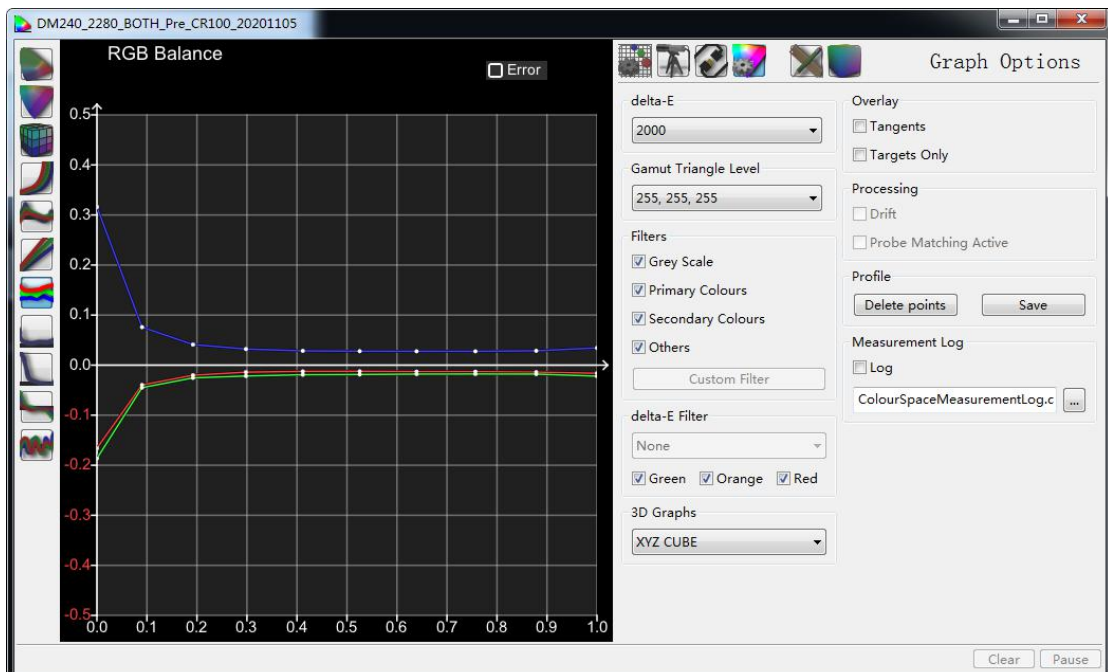 DM240_2280_BOTH_Pre_CR100_20201105
RGB Balance
Error
0.5
0.4
0.3
0.2
0.1
0.0
-0.1
-0.2
-0.3
-0.4
-0.5
0.0 0.1 0.2 0.3 0.4 0.5 0.6 0.7 0.8 0.9 1.0
Graph Options
delta-E
2000
Gamut Triangle Level
255, 255, 255
Filters
Grey Scale
Primary Colours
Secondary Colours
Others
Custom Filter
delta-E Filter
None
Green Orange Red
3D Graphs
XYZ CUBE
Overlay
Tangents
Targets Only
Processing
Drift
Probe Matching Active
Profile
Delete points Save
Measurement Log
Log
ColourSpaceMeasurementLog.c ...
Clear Pause